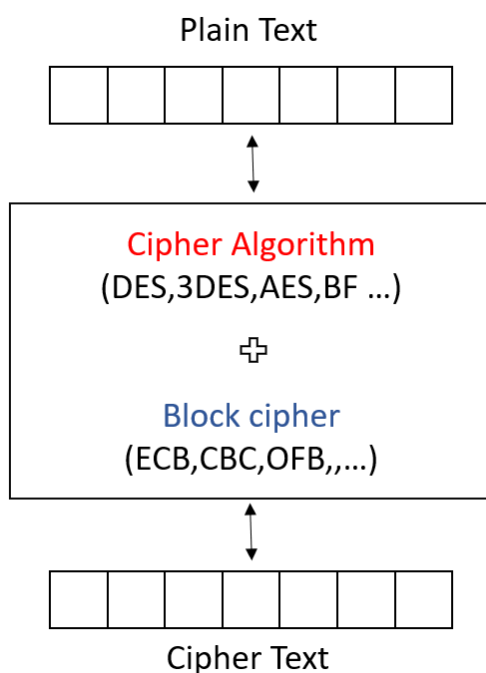 Plain Text
Cipher Algorithm
(DES,3DES,AES,BF ...)
Block cipher
(ECB,CBC,OFB,,...)
Cipher Text